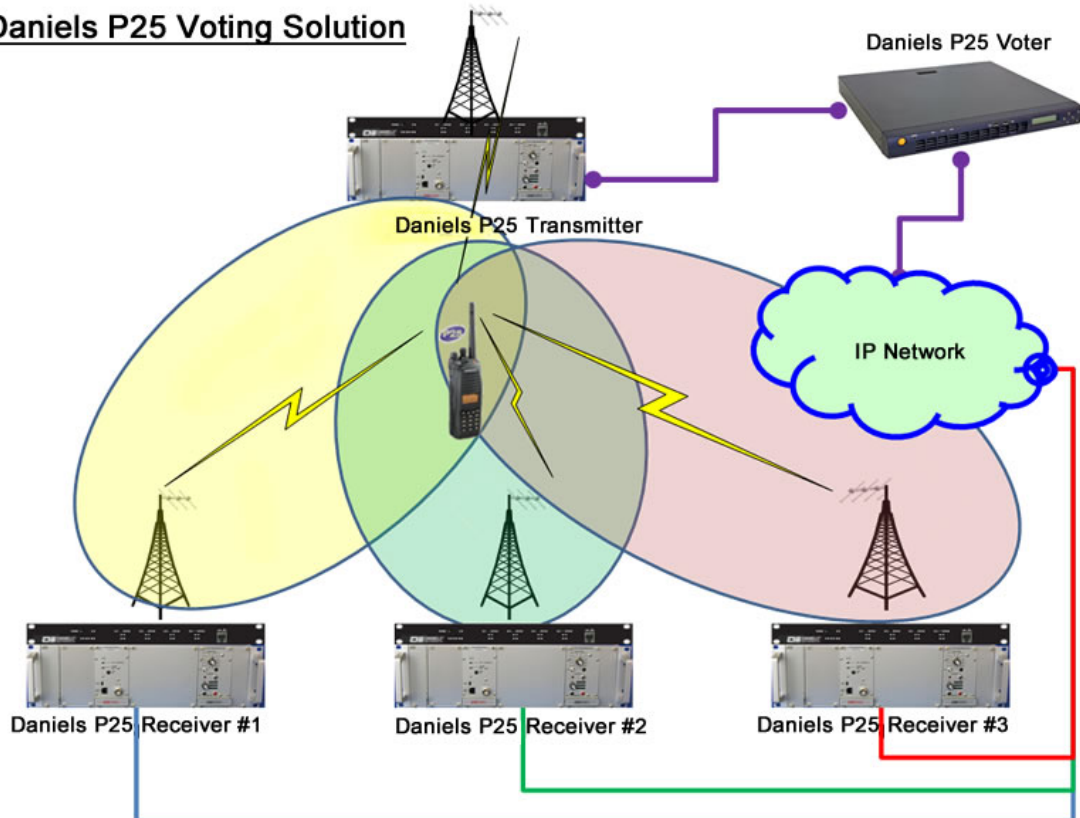 Daniels P25 Voting Solution
Daniels P25 Voter
Daniels P25 Transmitter
IP Network
P25
Daniels P25 Receiver #1
Daniels P25 Receiver #2
Daniels P25 Receiver #3